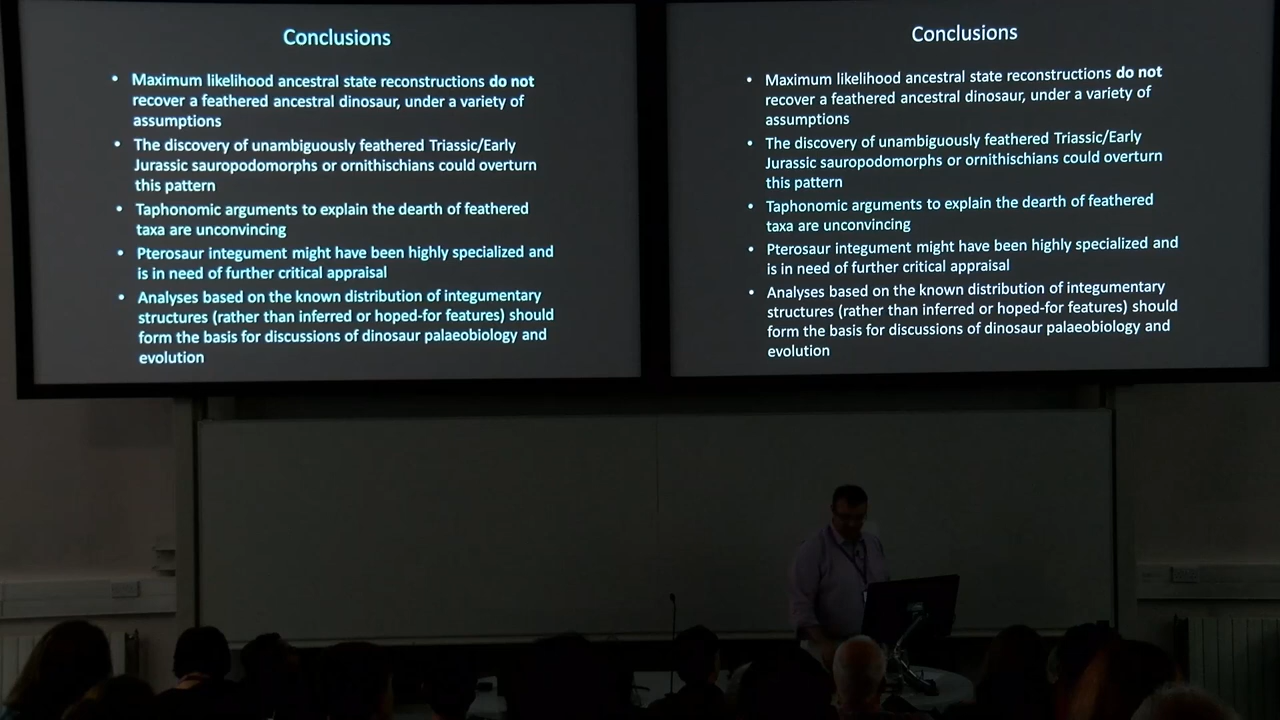 Conclusions
• Maximum likelihood ancestral state reconstructions do not
recover a feathered ancestral dinosaur, under a variety of
assumptions
• The discovery of unambiguously feathered Triassic/Early
Jurassic sauropodomorphs or ornithischians could overturn
this pattern
• Taphonomic arguments to explain the dearth of feathered
taxa are unconvincing
• Pterosaur integument might have been highly specialized and
is in need of further critical appraisal
• Analyses based on the known distribution of integumentary
structures (rather than inferred or hoped-for features) should
form the basis for discussions of dinosaur palaeobiology and
evolution
Conclusions
• Maximum likelihood ancestral state reconstructions do not
recover a feathered ancestral dinosaur, under a variety of
assumptions
• The discovery of unambiguously feathered Triassic/Early
Jurassic sauropodomorphs or ornithischians could overturn
this pattern
• Taphonomic arguments to explain the dearth of feathered
taxa are unconvincing
• Pterosaur integument might have been highly specialized and
is in need of further critical appraisal
• Analyses based on the known distribution of integumentary
structures (rather than inferred or hoped-for features) should
form the basis for discussions of dinosaur palaeobiology and
evolution